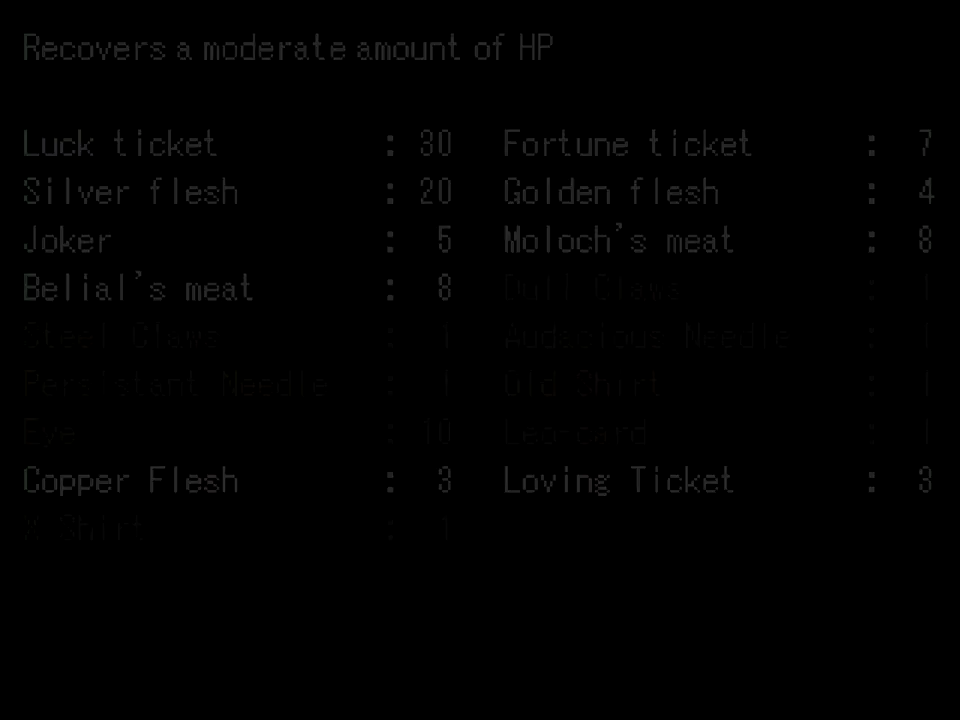 Recovers a moderate amount of HP
Luck ticket : 30 Fortune ticket : 7
Silver flesh : 20 Golden flesh : 4
Joker : 5 Moloch's meat : 8
Belial's meat : 8 Dull Claws : 1
Steel Claws : 1 Audacious Needle : 1
Persistant Needle : 1 Old Shirt : 1
Eye : 10 Leo-card : 1
Copper Flesh : 3 Loving Ticket : 3
X Shirt : 1